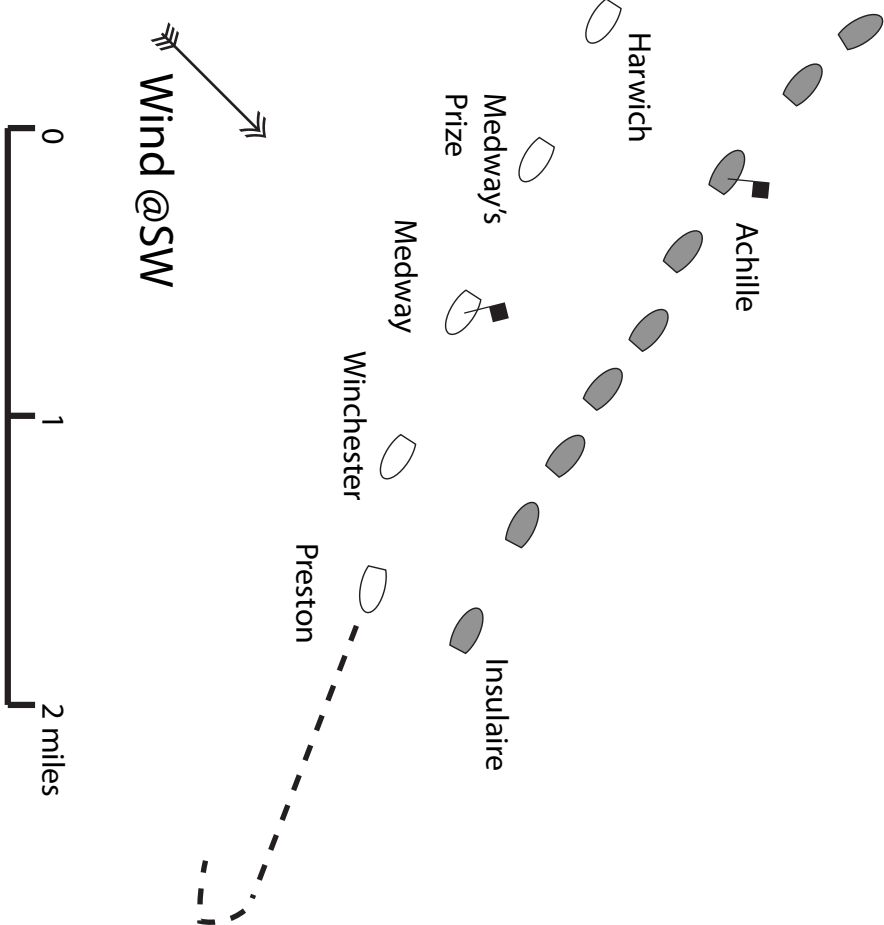 Harwich
Medway's
Prize
Achille
Medway
Winchester
Preston
Insulaire
Wind @SW
0
1
2 miles